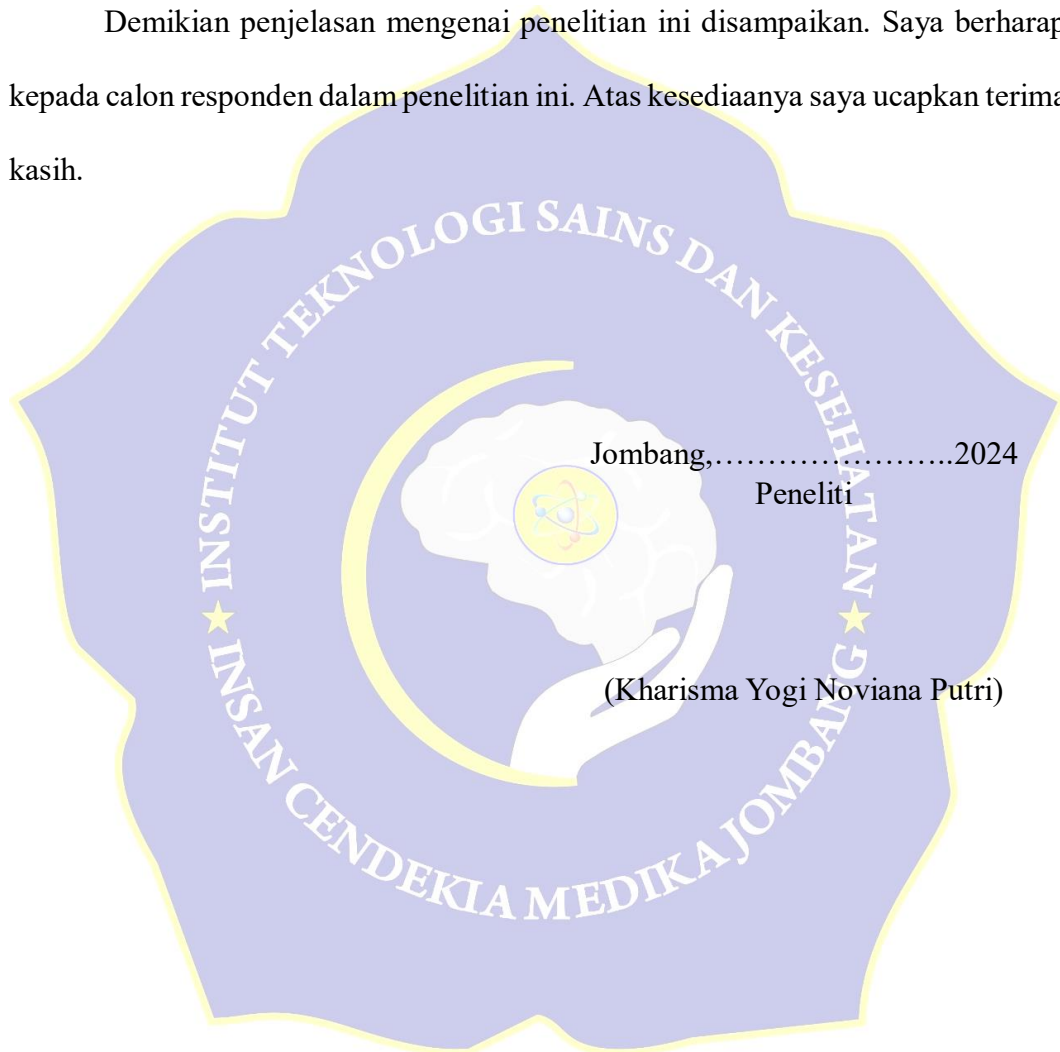 Demikian penjelasan mengenai penelitian ini disampaikan. Saya berharap
kepada calon responden dalam penelitian ini. Atas kesediaanya saya ucapkan terima
kasih.
INSTITUT TEKNOLOGI SAINS DAN KESEHATAN
Jombang,…………………..2024
Peneliti
(Kharisma Yogi Noviana Putri)
INSAN CENDEKIA MEDIKA JOMBANG